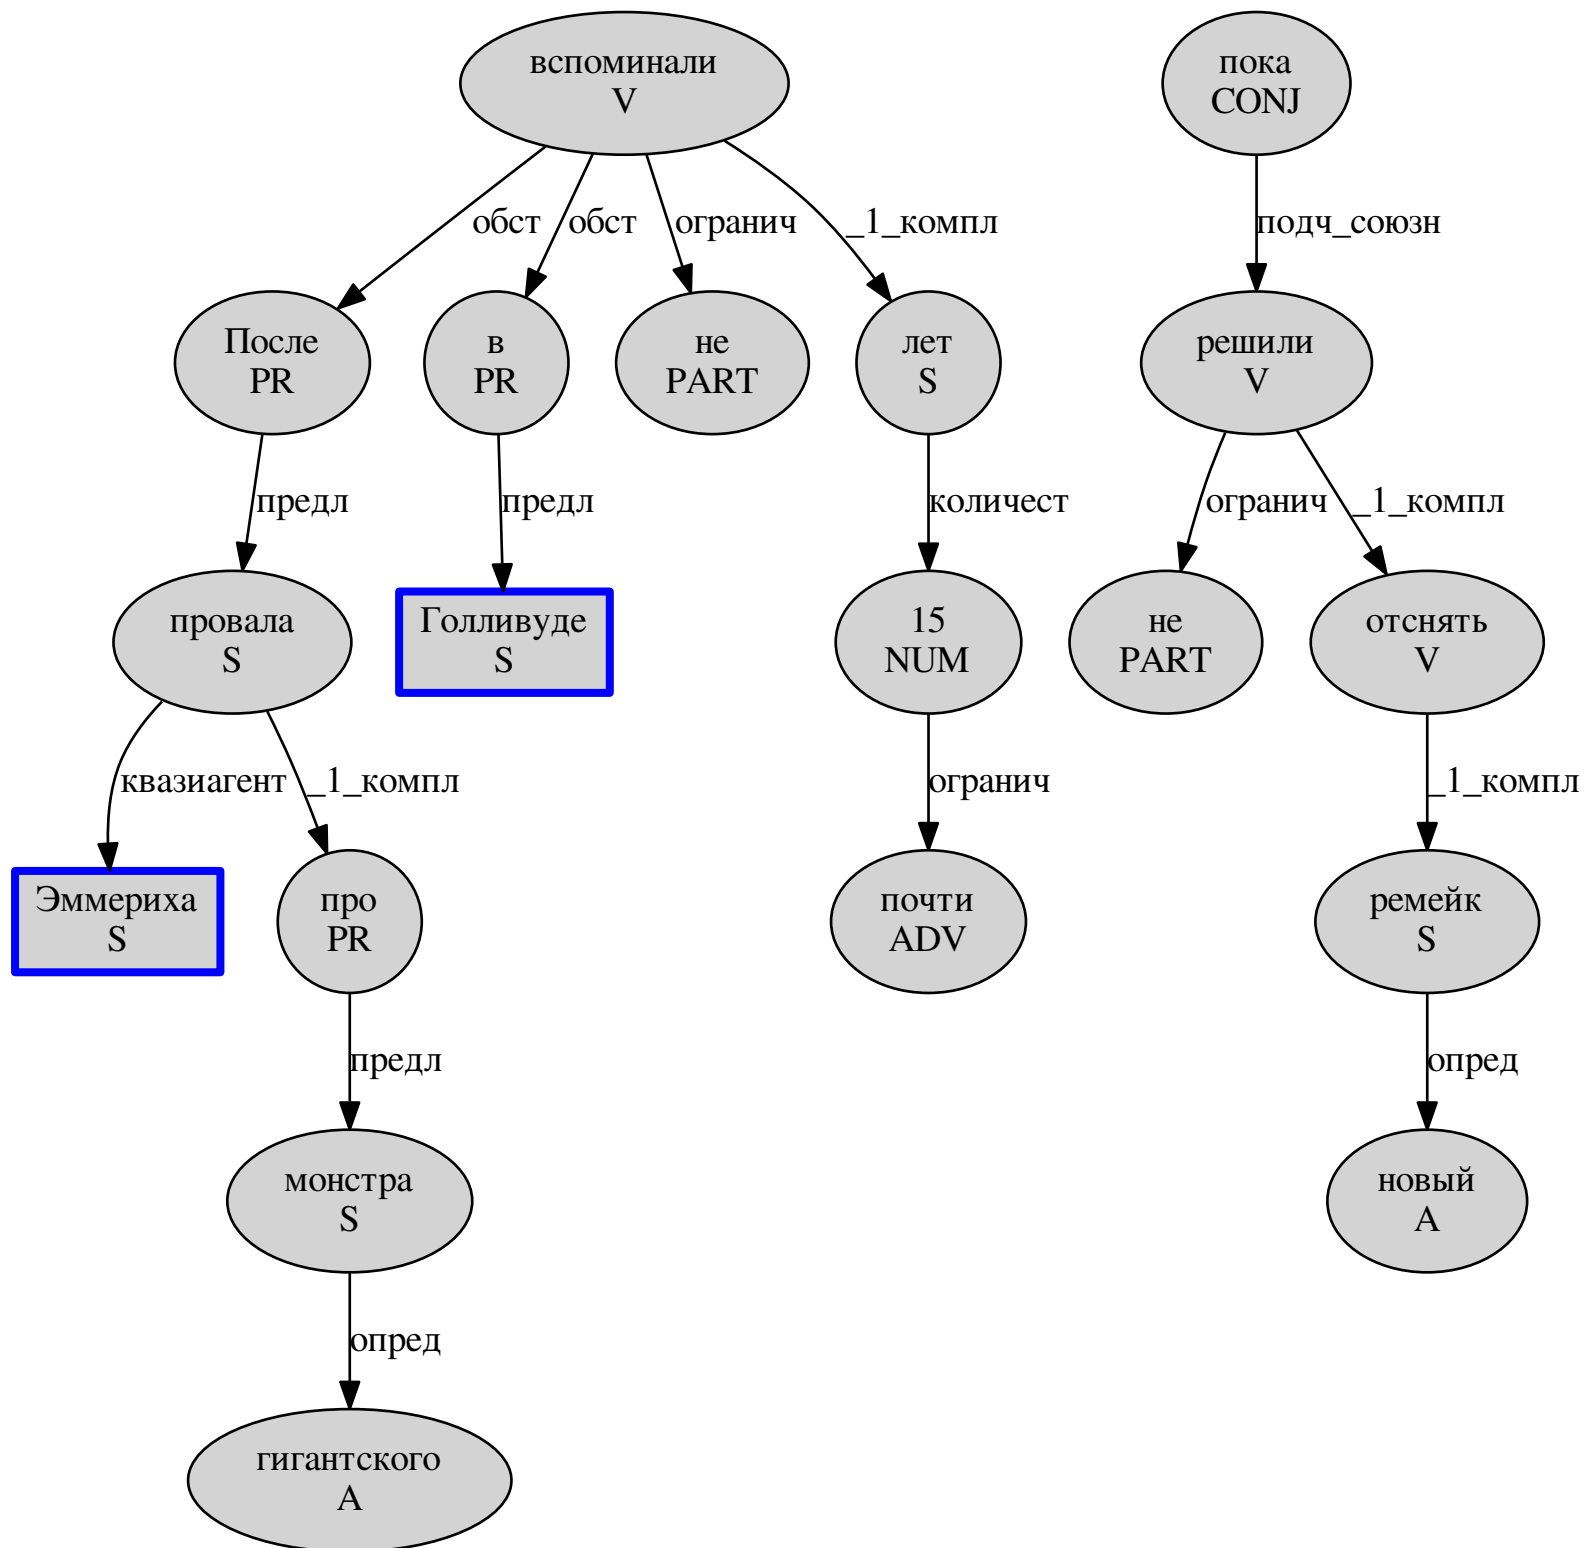 вспоминали
V
пока
CONJ
обст
обст
огранич
_1_компл
подч_союзн
После
PR
в
PR
не
PART
лет
S
решили
V
предл
предл
количест
огранич
_1_компл
провала
S
Голливуде
S
15
NUM
не
PART
отснять
V
квазиагент
_1_компл
огранич
_1_компл
Эммериха
S
про
PR
почти
ADV
ремейк
S
предл
опред
монстра
S
новый
A
опред
гигантского
A